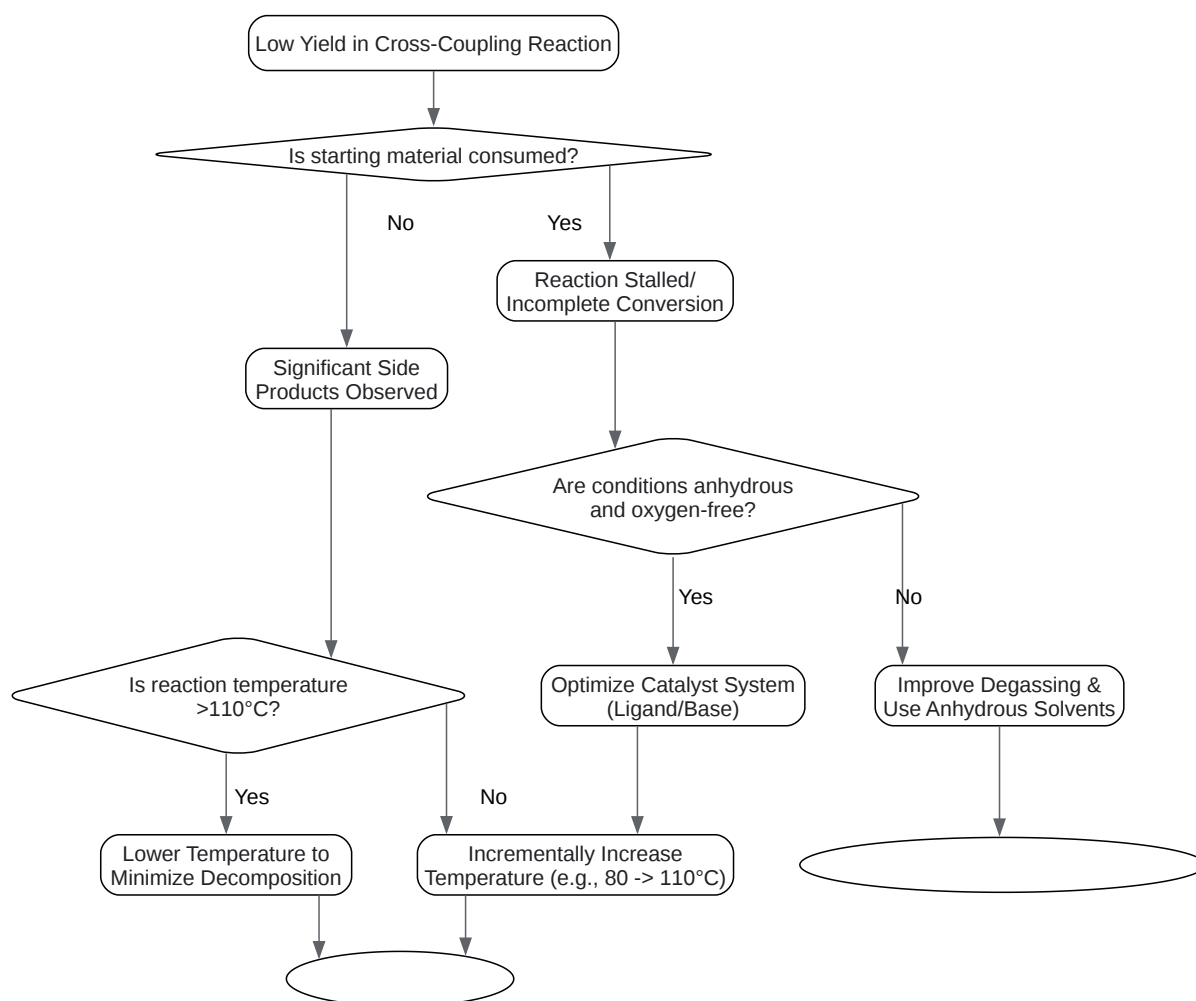 Low Yield in Cross-Coupling Reaction
Is starting material consumed?
No
Yes
Reaction Stalled/
Incomplete Conversion
Significant Side
Products Observed
Are conditions anhydrous
and oxygen-free?
Yes
No
Is reaction temperature
>110°C?
Optimize Catalyst System
(Ligand/Base)
Improve Degassing &
Use Anhydrous Solvents
Yes
No
Lower Temperature to
Minimize Decomposition
Incrementally Increase
Temperature (e.g., 80 -> 110°C)